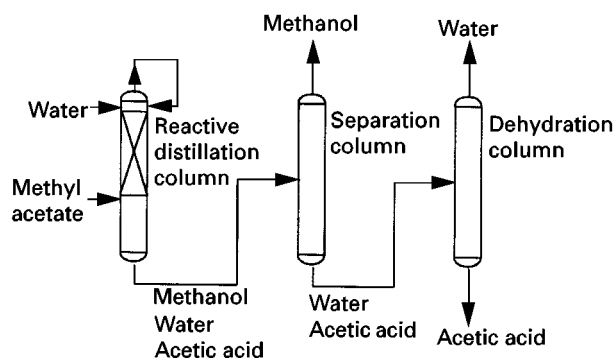 Methanol
Water
Water
Reactive
distillation
column
Separation
column
Dehydration
column
Methyl
acetate
Methanol
Water
Acetic acid
Water
Acetic acid
Acetic acid